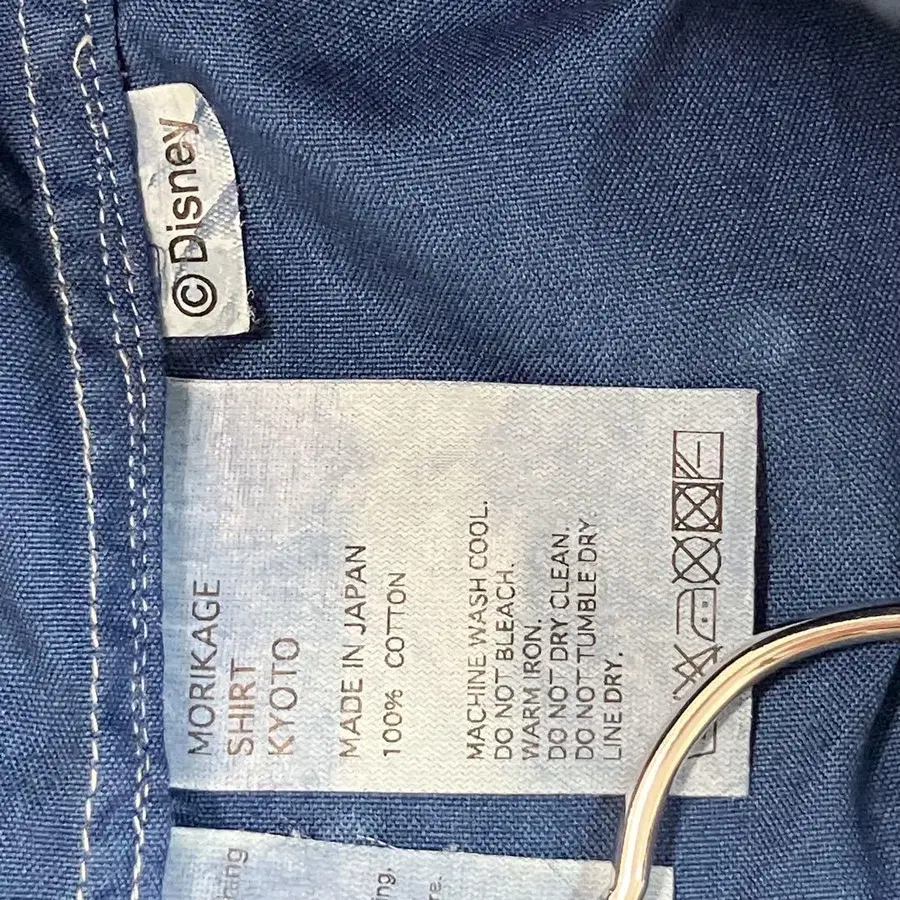 © Disney
MORIKAGE
SHIRT
KYOTO
MADE IN JAPAN
100% COTTON
MACHINE WASH COOL.
DO NOT BLEACH.
WARM IRON.
DO NOT DRY CLEAN.
DO NOT TUMBLE DRY.
LINE DRY.